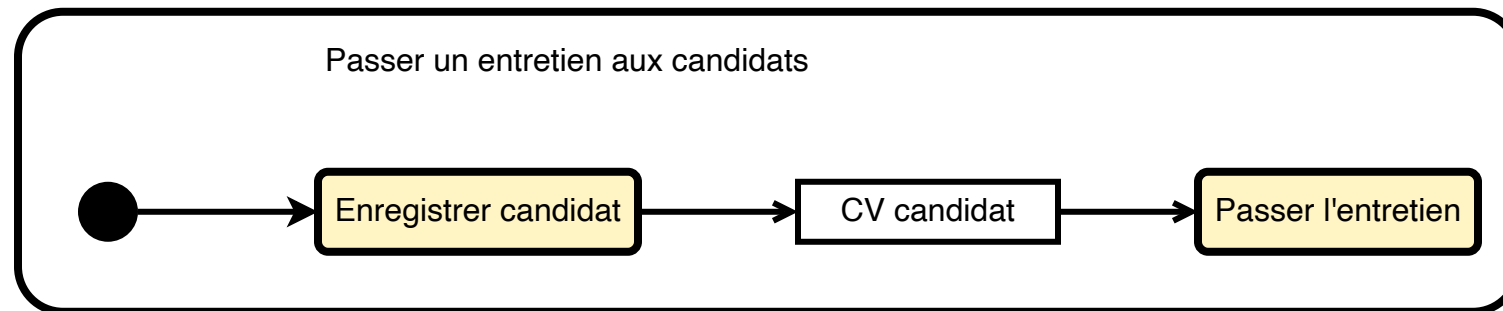 Passer un entretien aux candidats
Enregistrer candidat
CV candidat
Passer l'entretien